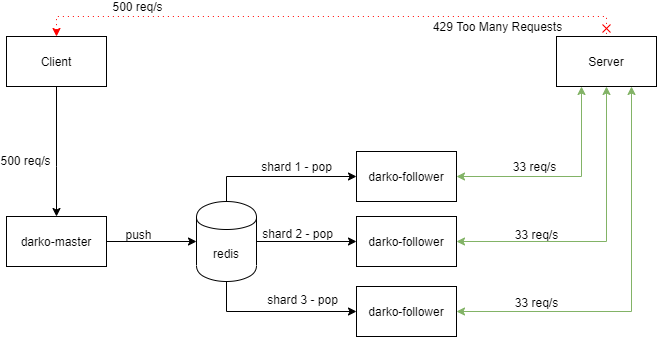 500 req/s
429 Too Many Requests
Client
Server
500 req/s
shard 1 - pop
darko-follower
33 req/s
darko-master
push
redis
shard 2 - pop
darko-follower
33 req/s
shard 3 - pop
darko-follower
33 req/s